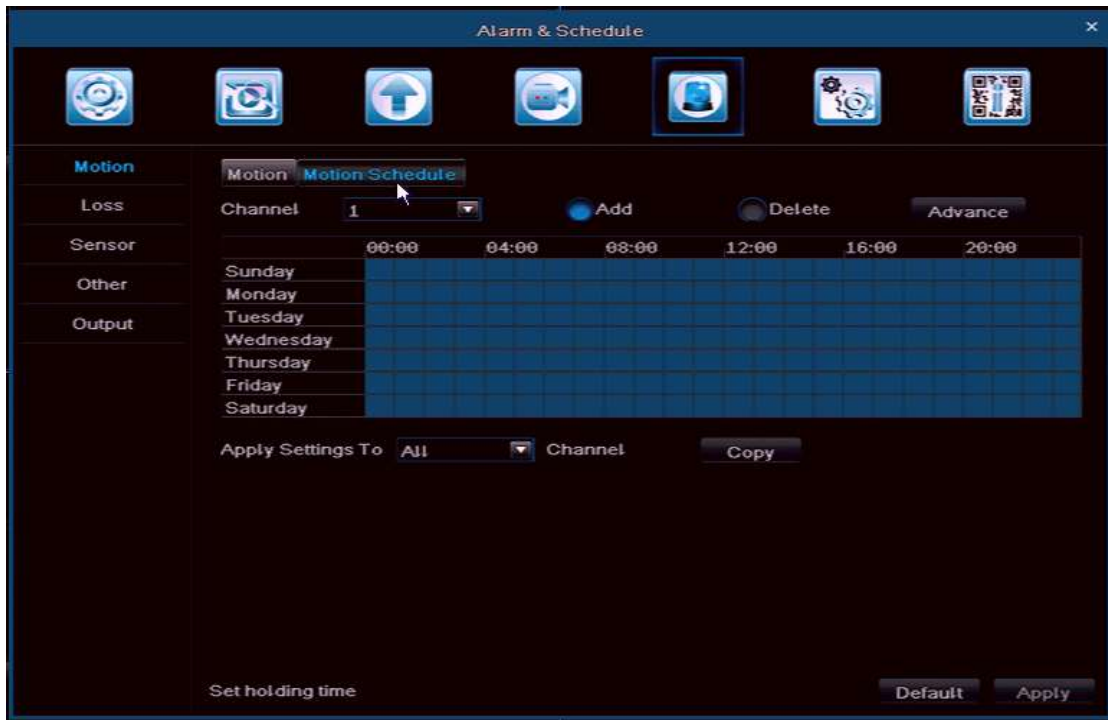 Alarm & Schedule ×
Motion
Loss
Sensor
Other
Output
Motion Motion Schedule
Channel 1 Add Delete Advance
00:00 04:00 08:00 12:00 16:00 20:00
Sunday
Monday
Tuesday
Wednesday
Thursday
Friday
Saturday
Apply Settings To All Channel Copy
Set holding time Default Apply